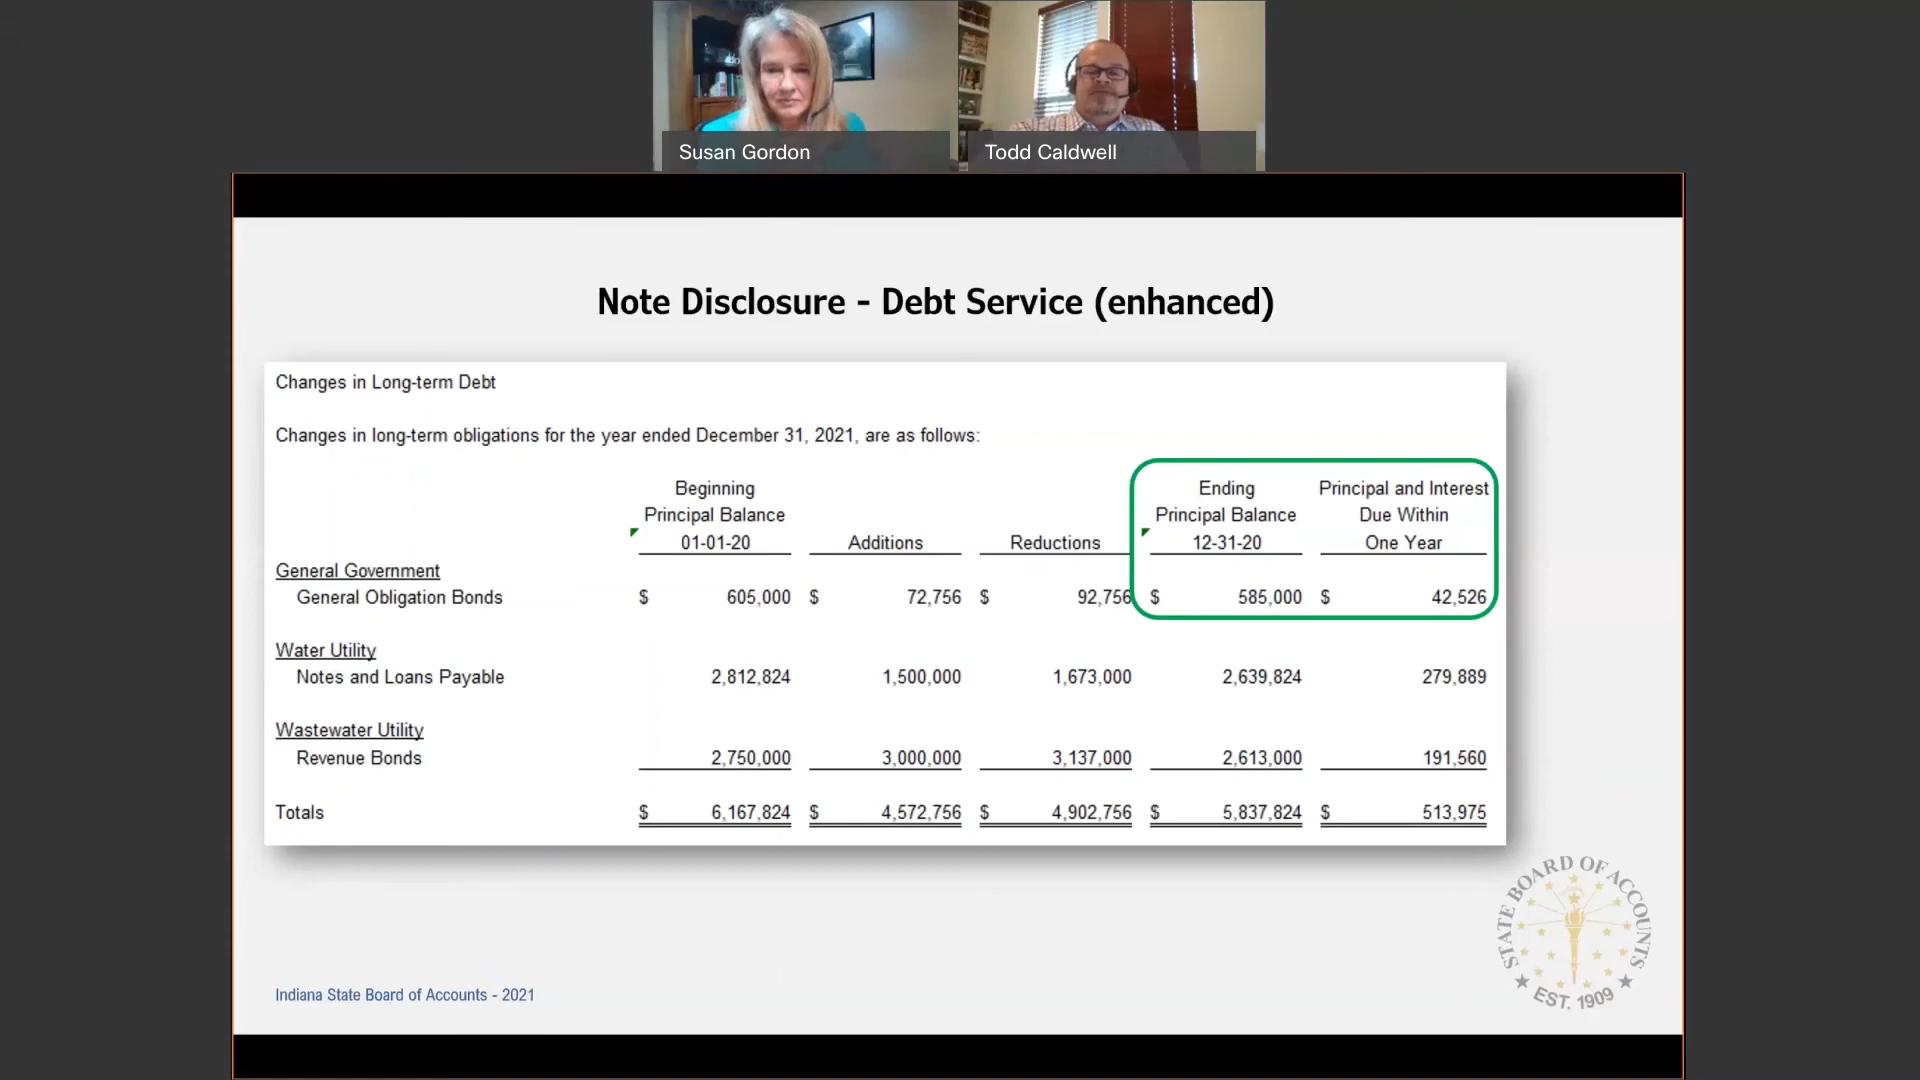 Susan Gordon
Todd Caldwell
Note Disclosure - Debt Service (enhanced)
Changes in Long-term Debt
Changes in long-term obligations for the year ended December 31, 2021, are as follows:
Beginning Ending Principal and Interest
Principal Balance Principal Balance Due Within
01-01-20 Additions Reductions 12-31-20 One Year
General Government
General Obligation Bonds $ 605,000 $ 72,756 $ 92,756 $ 585,000 $ 42,526
Water Utility
Notes and Loans Payable 2,812,824 1,500,000 1,673,000 2,639,824 279,889
Wastewater Utility
Revenue Bonds 2,750,000 3,000,000 3,137,000 2,613,000 191,560
Totals $ 6,167,824 $ 4,572,756 $ 4,902,756 $ 5,837,824 $ 513,975
STATE BOARD OF ACCOUNTS
EST. 1909
Indiana State Board of Accounts - 2021